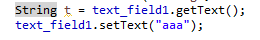 String t = text_field1.getText();
text_field1.setText("aaa");